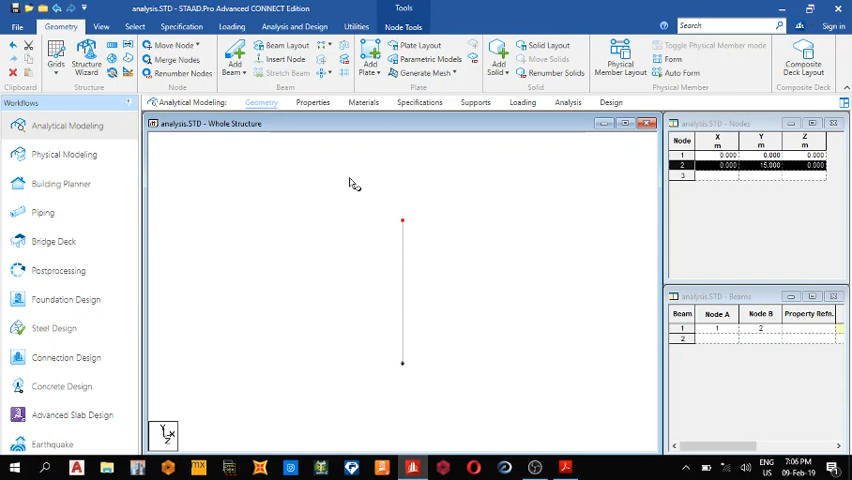 analysis.STD - STAAD.Pro Advanced CONNECT Edition
Tools
File Geometry View Select Specification Loading Analysis and Design Utilities Node Tools
Search
Sign in
Grids
Structure Wizard
Structure
Move Node
Merge Nodes
Renumber Nodes
Node
Add Beam
Beam Layout
Insert Node
Stretch Beam
Beam
Add Plate
Plate Layout
Parametric Models
Generate Mesh
Plate
Add Solid
Solid Layout
Move Solids
Renumber Solids
Solid
Physical Member Layout
Toggle Physical Member mode
Form
Auto Form
Physical Member
Composite Deck Layout
Composite Deck
Workflows
Analytical Modeling: Geometry Properties Materials Specifications Supports Loading Analysis Design
Analytical Modeling
Physical Modeling
Building Planner
Piping
Bridge Deck
Postprocessing
Foundation Design
Steel Design
Connection Design
Concrete Design
Advanced Slab Design
Earthquake
analysis.STD - Whole Structure
Y
X
Z
analysis.STD - Nodes
Node X m Y m Z m
1 0.000 0.000 0.000
2 0.000 15.000 0.000
3
analysis.STD - Beams
Beam Node A Node B Property Refn.
1 1 2
2
ENG
US
7:06 PM
09-Feb-19